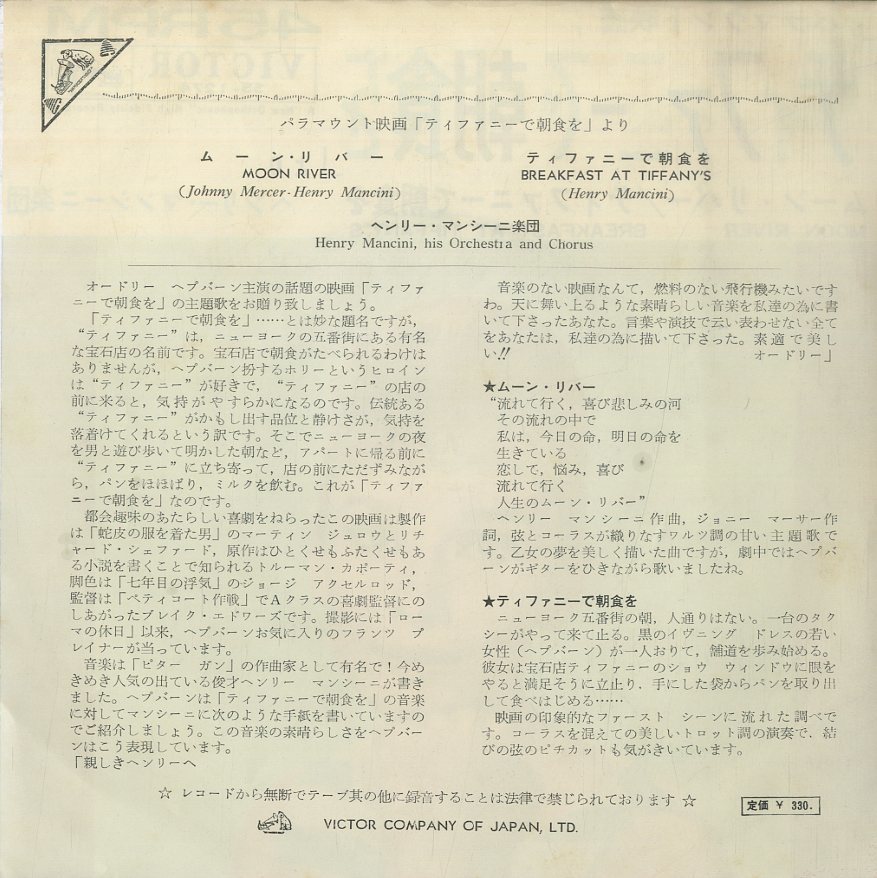 パラマウント映画「ティファニーで朝食を」より
ムーン・リバー
MOON RIVER
(Johnny Mercer-Henry Mancini)
ティファニーで朝食を
BREAKFAST AT TIFFANY'S
(Henry Mancini)
ヘンリー・マンシーニ楽団
Henry Mancini, his Orchestra and Chorus
オードリー　ヘプバーン主演の話題の映画「ティファ
ニーで朝食を」の主題歌をお贈り致しましょう。
「ティファニーで朝食を」……とは妙な題名ですが，
“ティファニー”は，ニューヨークの五番街にある有名
な宝石店の名前です。宝石店で朝食がたべられるわけは
ありませんが，ヘプバーン扮するホリーというヒロイン
は“ティファニー”が好きで，“ティファニー”の店の
前に来ると，気持がやすらかになるのです。伝統ある
“ティファニー”がかもし出す品位と静けさが，気持を
落着けてくれるという訳です。そこでニューヨークの夜
を男と遊び歩いて明かした朝など，アパートに帰る前に
“ティファニー”に立ち寄って，店の前にただずみなが
ら，パンをほほばり，ミルクを飲む。これが「ティファ
ニーで朝食を」なのです。
都会趣味のあたらしい喜劇をねらったこの映画は製作
は「蛇皮の服を着た男」のマーティン　ジュロウとリチ
ャード・シェファード，原作はひとくせもふたくせもあ
る小説を書くことで知られるトルーマン・カポーティ，
脚色は「七年目の浮気」のジョージ　アクセルロッド，
監督は「ペティコート作戦」でAクラスの喜劇監督にの
しあがったブレイク・エドワーズです。撮影には「ロー
マの休日」以来，ヘプバーンお気に入りのフランツ　プ
レイナーが当っています。
音楽は「ピター　ガン」の作曲家として有名で！今め
きめき人気の出ている俊才ヘンリー　マンシーニが書き
ました。ヘプバーンは「ティファニーで朝食を」の音楽
に対してマンシーニに次のような手紙を書いていますの
でご紹介しましょう。この音楽の素晴らしさをヘプバー
ンはこう表現しています。
「親しきヘンリーへ
音楽のない映画なんて，燃料のない飛行機みたいです
わ。天に舞い上るような素晴らしい音楽を私達の為に書
いて下さったあなた。言葉や演技で云い表わせない全て
をあなたは，私達の為に描いて下さった。素適で美し
い!!　オードリー」
★ムーン・リバー
“流れて行く，喜び悲しみの河
その流れの中で
私は，今日の命，明日の命を
生きている
恋して，悩み，喜び
流れて行く
人生のムーン・リバー”
ヘンリー　マンシーニ作曲，ジョニー　マーサー作
詞，弦とコーラスが織りなすワルツ調の甘い主題歌で
す。乙女の夢を美しく描いた曲ですが，劇中ではヘプバ
ーンがギターをひきながら歌いましたね。
★ティファニーで朝食を
ニューヨーク五番街の朝，人通りはない。一台のタク
シーがやって来て止る。黒のイヴニング　ドレスの若い
女性（ヘプバーン）が一人おりて，舗道を歩み始める。
彼女は宝石店ティファニーのショウ　ウィンドウに眼を
やると満足そうに立止り，手にした袋からパンを取り出
して食べはじめる……
映画の印象的なファースト　シーンに流れた調べで
す。コーラスを混えての美しいトロット調の演奏で，結
びの弦のピチカットも気がきいています。
☆ レコードから無断でテープ其の他に録音することは法律で禁じられております ☆
定価 ￥ 330.
VICTOR COMPANY OF JAPAN, LTD.